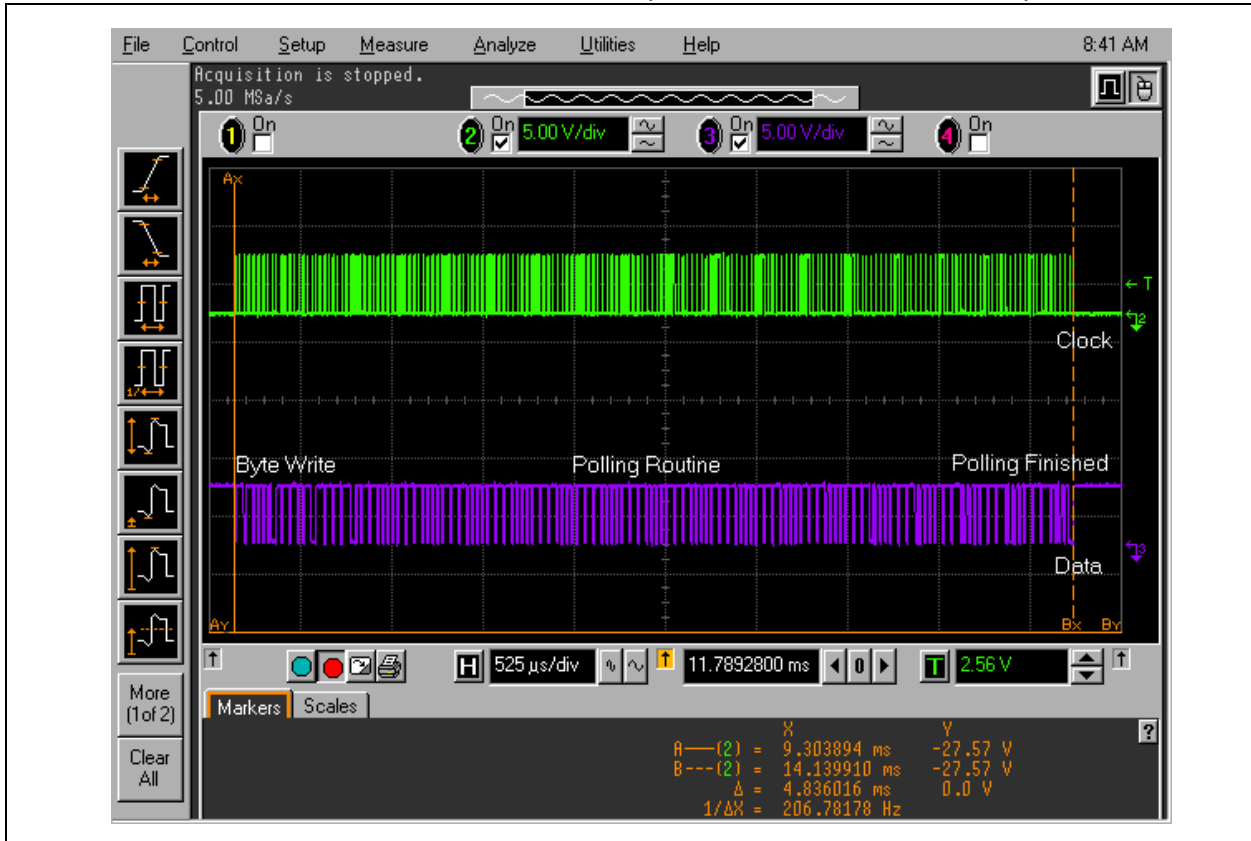 File Control Setup Measure Analyze Utilities Help 8:41 AM
Acquisition is stopped.
5.00 MSa/s
1 On 2 On 5.00 V/div 3 On 5.00 V/div 4 On
Ax
T
2
Clock
Byte Write Polling Routine Polling Finished
3
Data
Ay Bx By
H 525 µs/div 11.7892800 ms 0 T 2.56 V
More
(1of 2)
Clear
All
Markers Scales
?
X Y
A——(2) = 9.303894 ms -27.57 V
B---(2) = 14.139910 ms -27.57 V
Δ = 4.836016 ms 0.0 V
1/ΔX = 206.78178 Hz